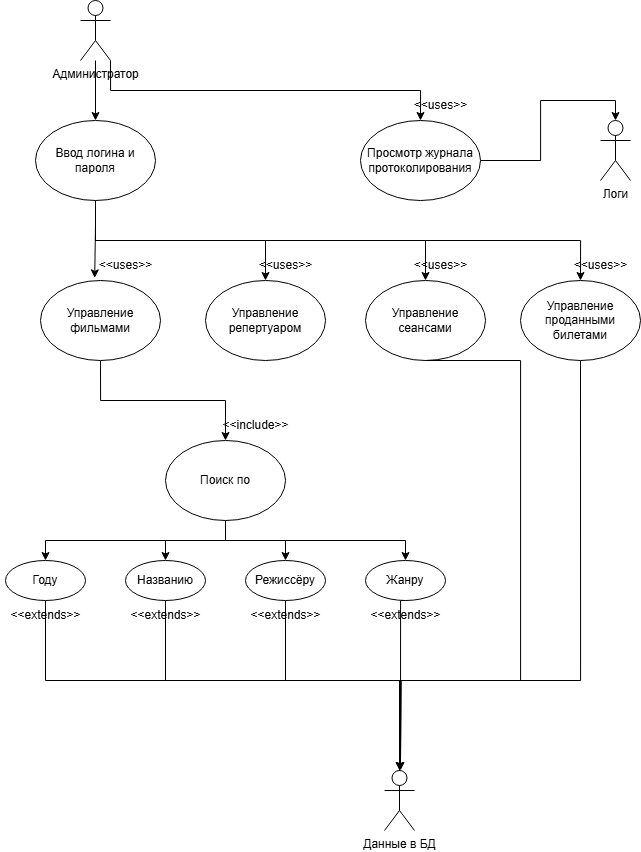 Администратор
<<uses>>
Ввод логина и
пароля
Просмотр журнала
протоколирования
Логи
<<uses>>
<<uses>>
<<uses>>
<<uses>>
Управление
фильмами
Управление
репертуаром
Управление
сеансами
Управление
проданными
билетами
<<include>>
Поиск по
Году
Названию
Режиссёру
Жанру
<<extends>>
<<extends>>
<<extends>>
<<extends>>
Данные в БД